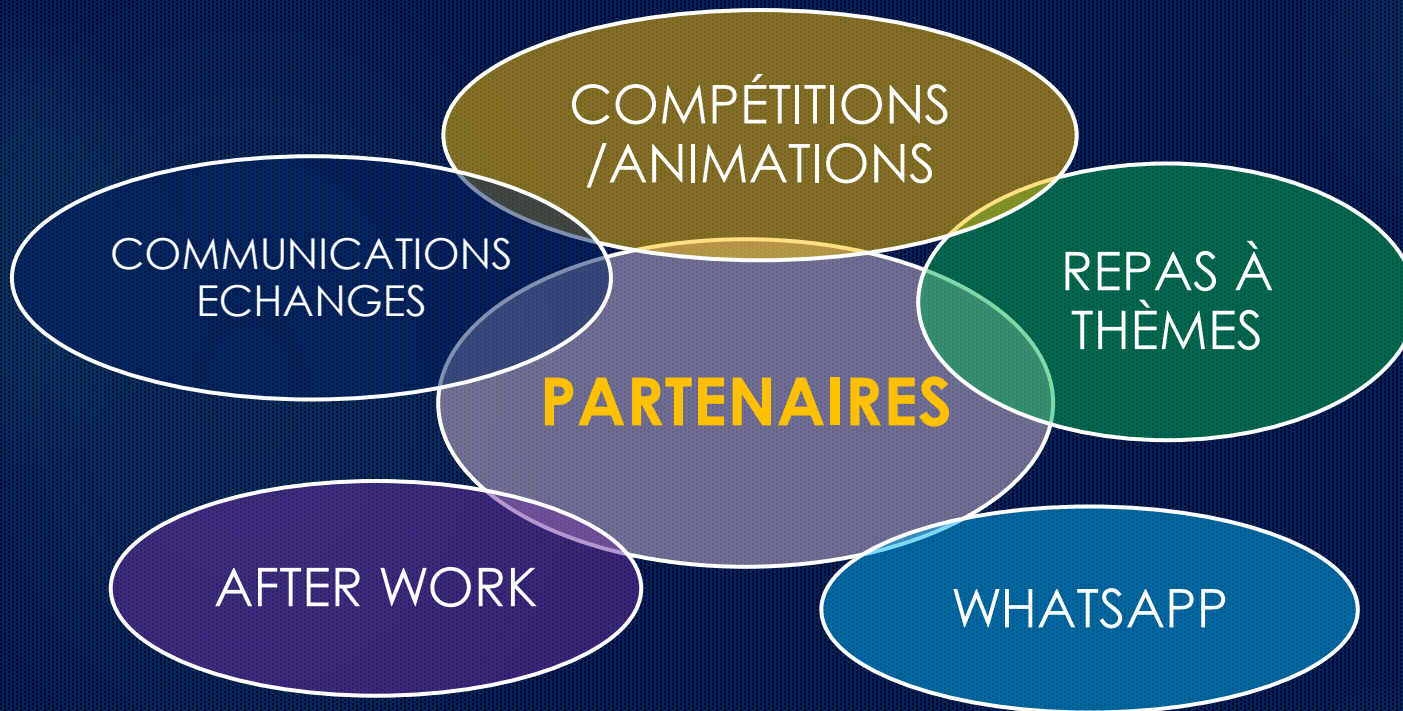 COMPÉTITIONS
/ANIMATIONS
COMMUNICATIONS
ECHANGES
REPAS À
THÈMES
PARTENAIRES
AFTER WORK
WHATSAPP